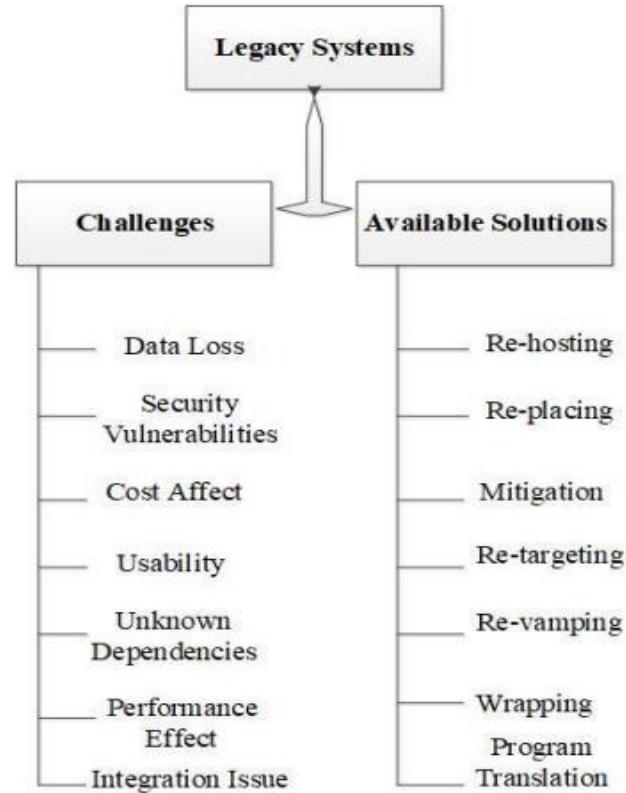 Legacy Systems
Challenges
Data Loss
Security
Vulnerabilities
Cost Affect
Usability
Unknown
Dependencies
Performance
Effect
Integration Issue
Available Solutions
Re-hosting
Re-placing
Mitigation
Re-targeting
Re-vamping
Wrapping
Program
Translation